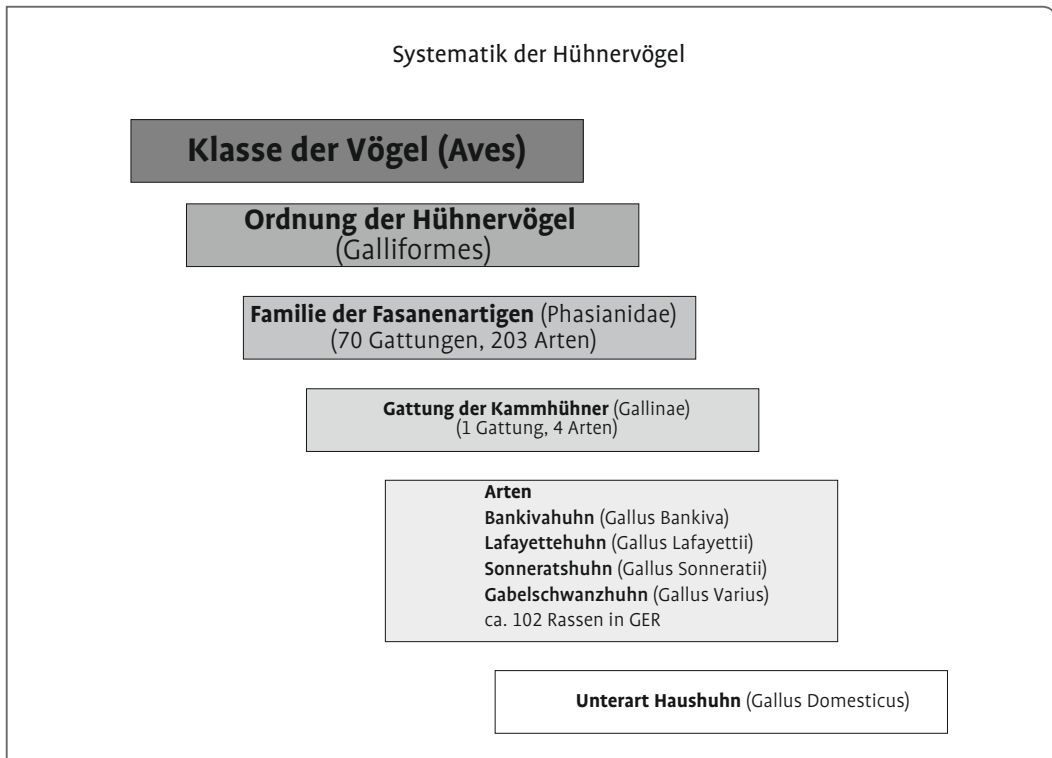 Systematik der Hühnervögel
Klasse der Vögel (Aves)
Ordnung der Hühnervögel
(Galliformes)
Familie der Fasanenartigen (Phasianidae)
(70 Gattungen, 203 Arten)
Gattung der Kammhühner (Gallinae)
(1 Gattung, 4 Arten)
Arten
Bankivahuhn (Gallus Bankiva)
Lafayettehuhn (Gallus Lafayettii)
Sonneratshuhn (Gallus Sonneratii)
Gabelschwanzhuhn (Gallus Varius)
ca. 102 Rassen in GER
Unterart Haushuhn (Gallus Domesticus)